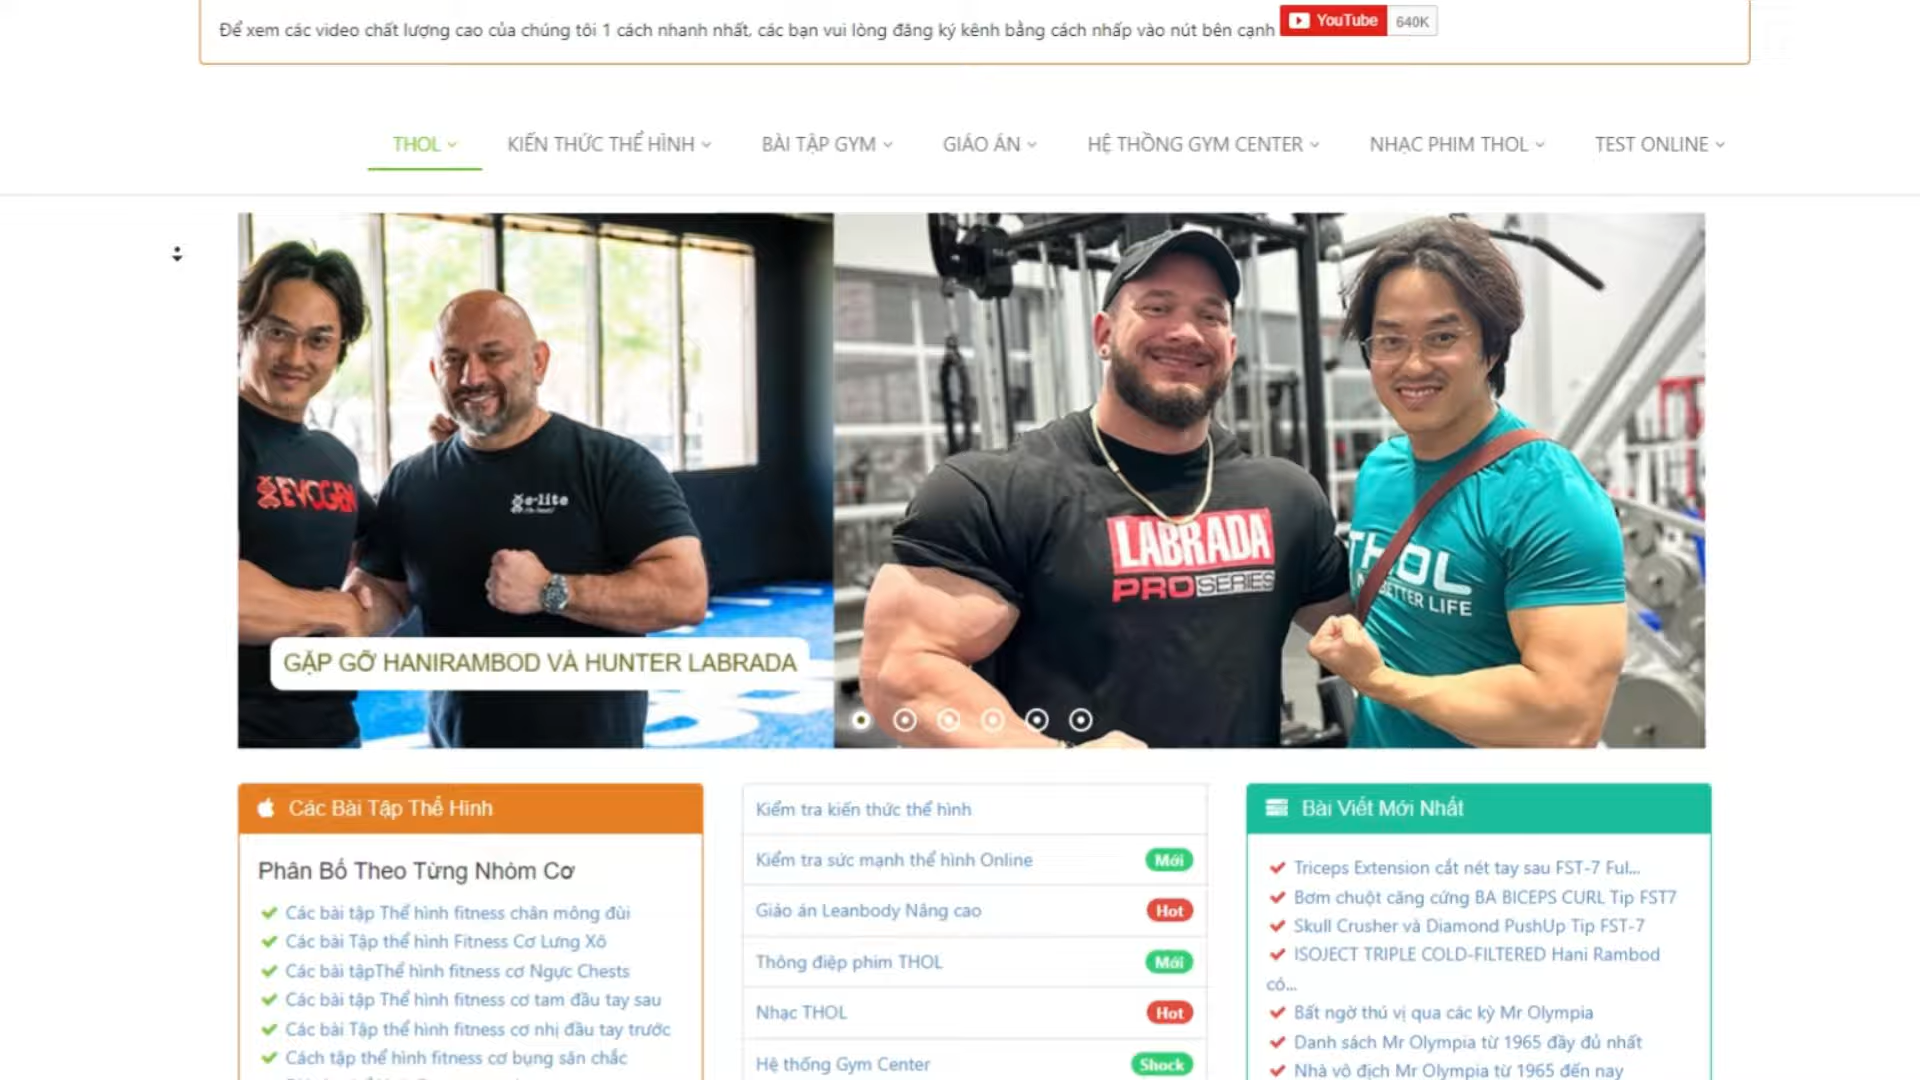 Để xem các video chất lượng cao của chúng tôi 1 cách nhanh nhất, các bạn vui lòng đăng ký kênh bằng cách nhấp vào nút bên cạnh YouTube 640K
THOL KIẾN THỨC THỂ HÌNH BÀI TẬP GYM GIÁO ÁN HỆ THỐNG GYM CENTER NHẠC PHIM THOL TEST ONLINE
EVOGEN
e-lite
LABRADA
PRO SERIES
THOL
BETTER LIFE
GẶP GỠ HANIRAMBOD VÀ HUNTER LABRADA
Các Bài Tập Thể Hình
Phân Bố Theo Từng Nhóm Cơ
Các bài tập Thể hình fitness chân mông đùi
Các bài Tập thể hình Fitness Cơ Lưng Xô
Các bài tậpThể hình fitness cơ Ngực Chests
Các bài tập Thể hình fitness cơ tam đầu tay sau
Các bài Tập thể hình fitness cơ nhị đầu tay trước
Cách tập thể hình fitness cơ bụng săn chắc
Kiểm tra kiến thức thể hình
Kiểm tra sức mạnh thể hình Online Mới
Giáo án Leanbody Nâng cao Hot
Thông điệp phim THOL Mới
Nhạc THOL Hot
Hệ thống Gym Center Shock
Bài Viết Mới Nhất
Triceps Extension cắt nét tay sau FST-7 Ful...
Bơm chuột căng cứng BA BICEPS CURL Tip FST7
Skull Crusher và Diamond PushUp Tip FST-7
ISOJECT TRIPLE COLD-FILTERED Hani Rambod
có...
Bất ngờ thú vị qua các kỳ Mr Olympia
Danh sách Mr Olympia từ 1965 đầy đủ nhất
Nhà vô địch Mr Olympia từ 1965 đến nay